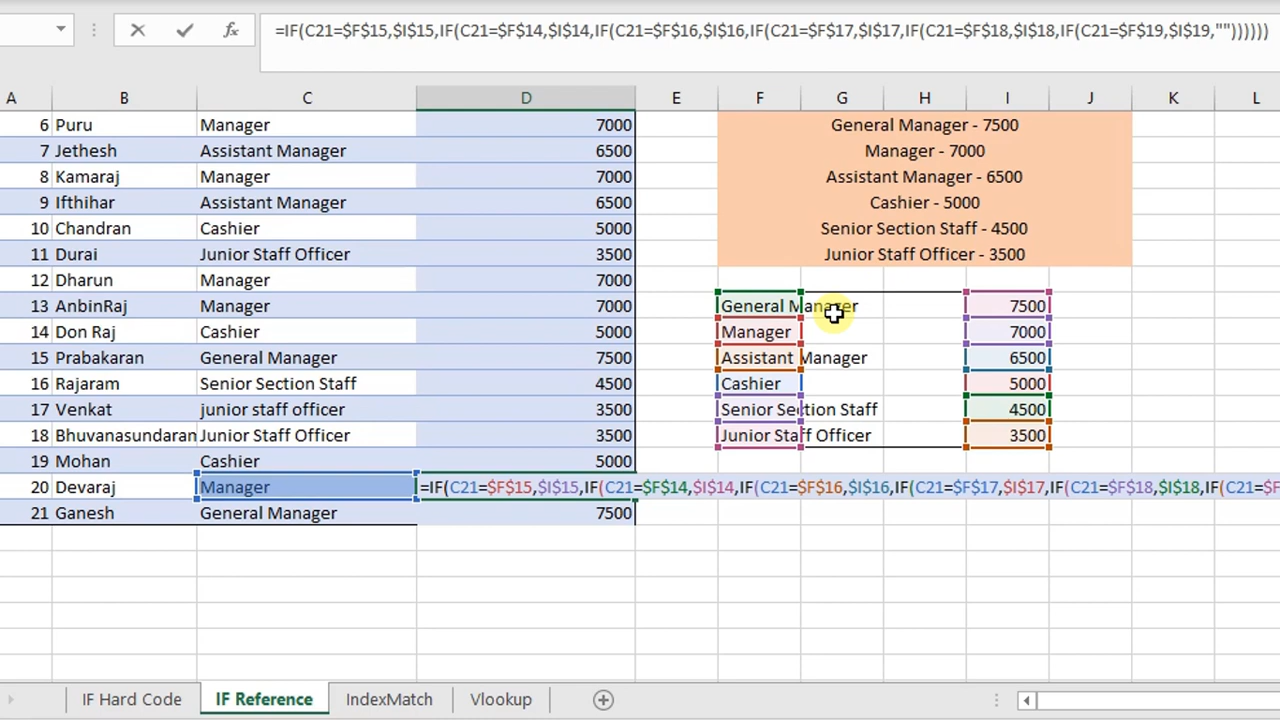 fx =IF(C21=$F$15,$I$15,IF(C21=$F$14,$I$14,IF(C21=$F$16,$I$16,IF(C21=$F$17,$I$17,IF(C21=$F$18,$I$18,IF(C21=$F$19,$I$19,""))))))
A B C D E F G H I J K L
6 Puru Manager 7000 General Manager - 7500
7 Jethesh Assistant Manager 6500 Manager - 7000
8 Kamaraj Manager 7000 Assistant Manager - 6500
9 Ifthihar Assistant Manager 6500 Cashier - 5000
10 Chandran Cashier 5000 Senior Section Staff - 4500
11 Durai Junior Staff Officer 3500 Junior Staff Officer - 3500
12 Dharun Manager 7000
13 AnbinRaj Manager 7000 General Manager 7500
14 Don Raj Cashier 5000 Manager 7000
15 Prabakaran General Manager 7500 Assistant Manager 6500
16 Rajaram Senior Section Staff 4500 Cashier 5000
17 Venkat junior staff officer 3500 Senior Section Staff 4500
18 Bhuvanasundaran Junior Staff Officer 3500 Junior Staff Officer 3500
19 Mohan Cashier 5000
20 Devaraj Manager =IF(C21=$F$15,$I$15,IF(C21=$F$14,$I$14,IF(C21=$F$16,$I$16,IF(C21=$F$17,$I$17,IF(C21=$F$18,$I$18,IF(C21=$F
21 Ganesh General Manager 7500
IF Hard Code IF Reference IndexMatch Vlookup